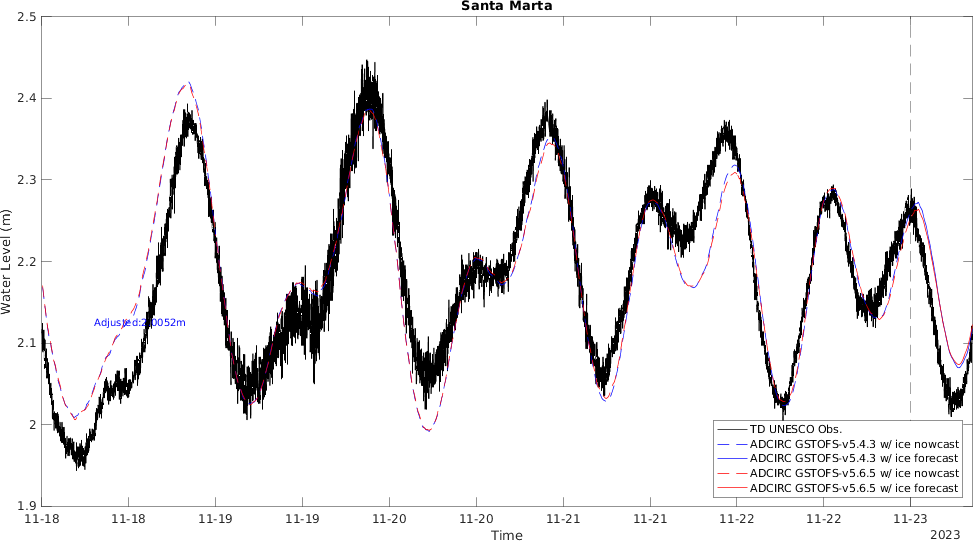 Santa Marta
Water Level (m)
2.5
2.4
2.3
2.2
2.1
2
1.9
Adjusted:2.0052m
TD UNESCO Obs.
ADCIRC GSTOFS-v5.4.3 w/ ice nowcast
ADCIRC GSTOFS-v5.4.3 w/ ice forecast
ADCIRC GSTOFS-v5.6.5 w/ ice nowcast
ADCIRC GSTOFS-v5.6.5 w/ ice forecast
11-18 11-18 11-19 11-19 11-20 11-20 11-21 11-21 11-22 11-22 11-23
Time
2023